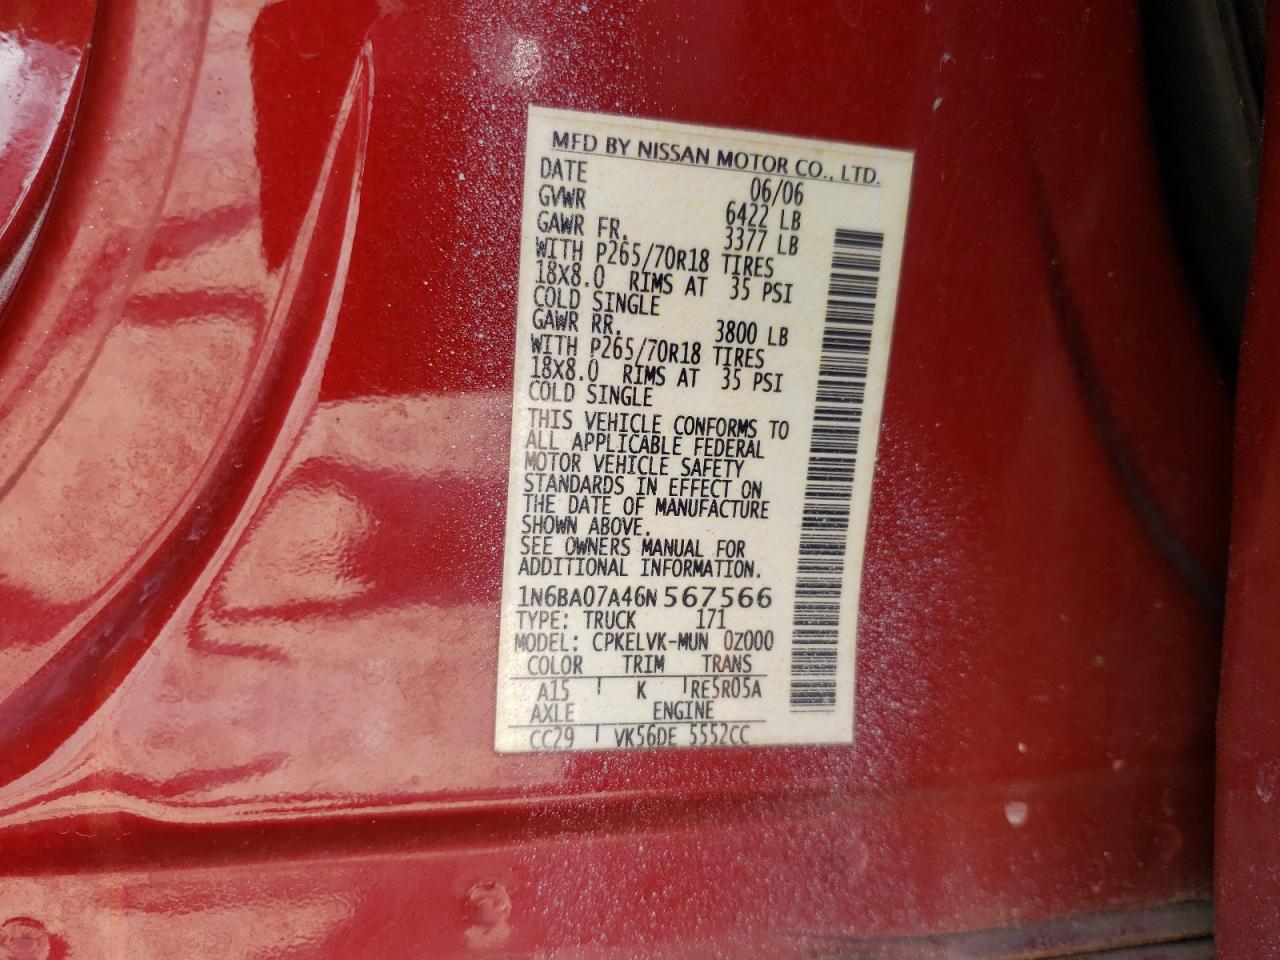 MFD BY NISSAN MOTOR CO., LTD.
DATE 06/06
GVWR 6422 LB
GAWR FR. 3377 LB
WITH P265/70R18 TIRES
18X8.0 RIMS AT 35 PSI
COLD SINGLE
GAWR RR. 3800 LB
WITH P265/70R18 TIRES
18X8.0 RIMS AT 35 PSI
COLD SINGLE
THIS VEHICLE CONFORMS TO
ALL APPLICABLE FEDERAL
MOTOR VEHICLE SAFETY
STANDARDS IN EFFECT ON
THE DATE OF MANUFACTURE
SHOWN ABOVE.
SEE OWNERS MANUAL FOR
ADDITIONAL INFORMATION.
1N6BA07A46N567566
TYPE: TRUCK 171
MODEL: CPKELVK-MUN 0Z000
COLOR TRIM TRANS
A15 K RE5R05A
AXLE ENGINE
CC29 VK56DE 5552CC